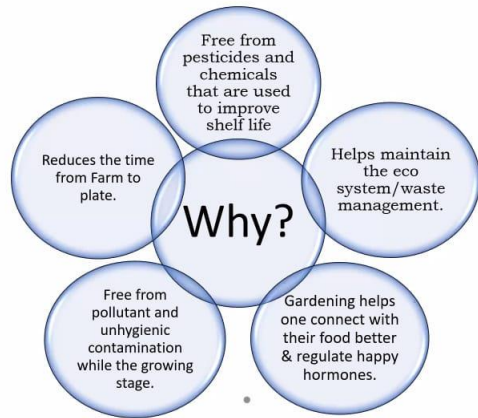 Free from
pesticides and
chemicals
that are used
to improve
shelf life
Helps maintain
the eco
system/waste
management.
Gardening helps
one connect with
their food better
& regulate happy
hormones.
Free from
pollutant and
unhygienic
contamination
while the growing
stage.
Reduces the time
from Farm to
plate.
Why?